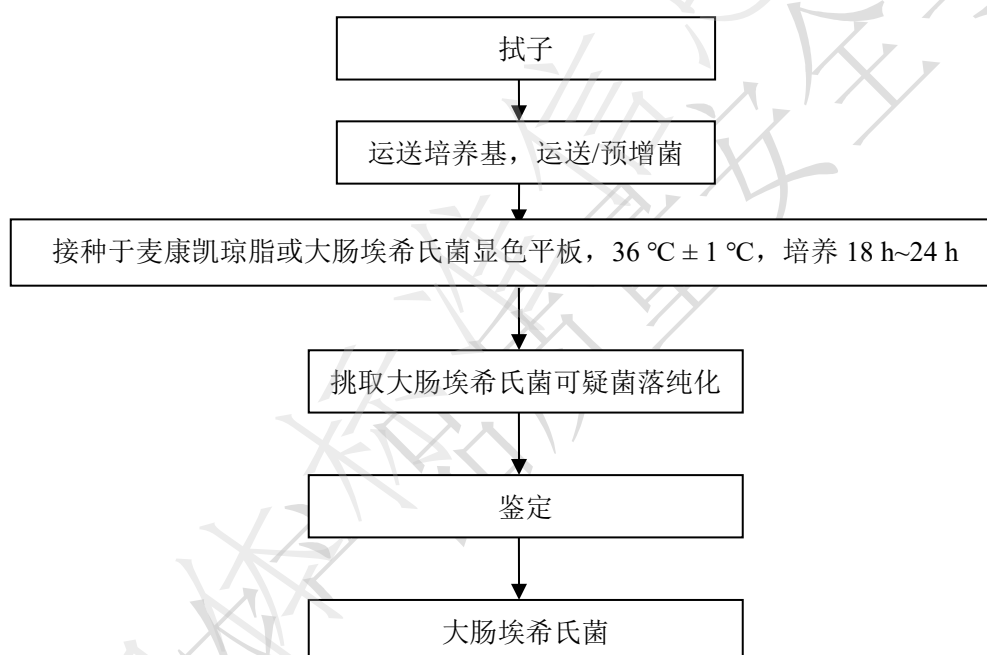 拭子
运送培养基，运送/预增菌
接种于麦康凯琼脂或大肠埃希氏菌显色平板，36 ℃ ± 1 ℃，培养 18 h~24 h
挑取大肠埃希氏菌可疑菌落纯化
鉴定
大肠埃希氏菌